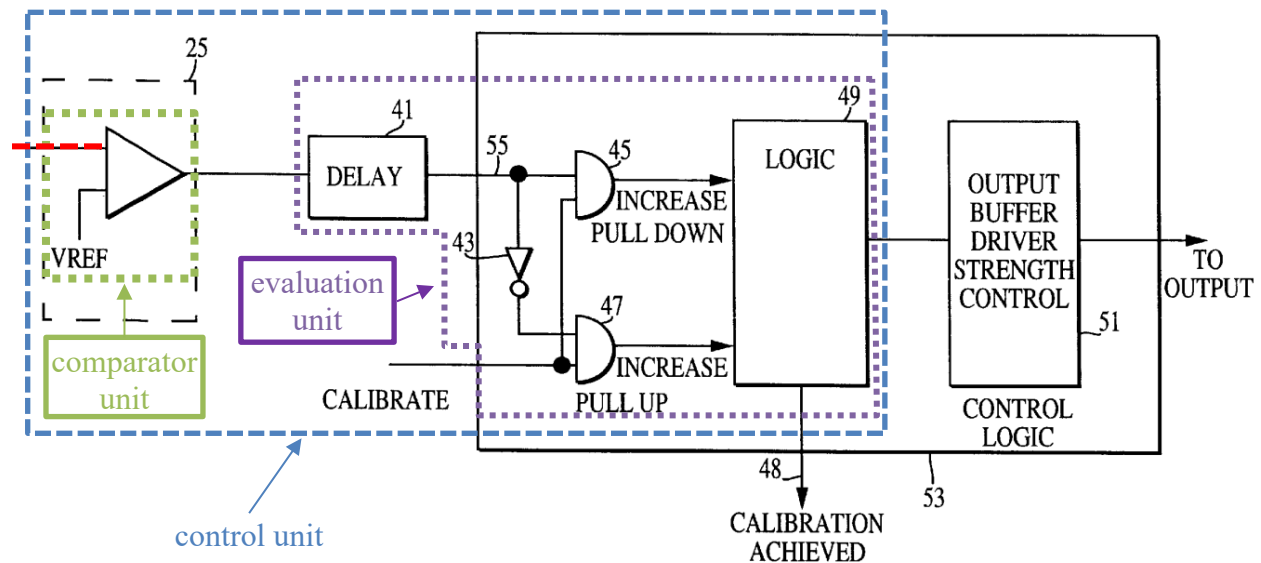 25
41
DELAY
55
45
49
LOGIC
INCREASE
PULL DOWN
43
VREF
47
INCREASE
PULL UP
CALIBRATE
OUTPUT
BUFFER
DRIVER
STRENGTH
CONTROL
51
CONTROL
LOGIC
TO
OUTPUT
48
53
CALIBRATION
ACHIEVED
comparator
unit
evaluation
unit
control unit